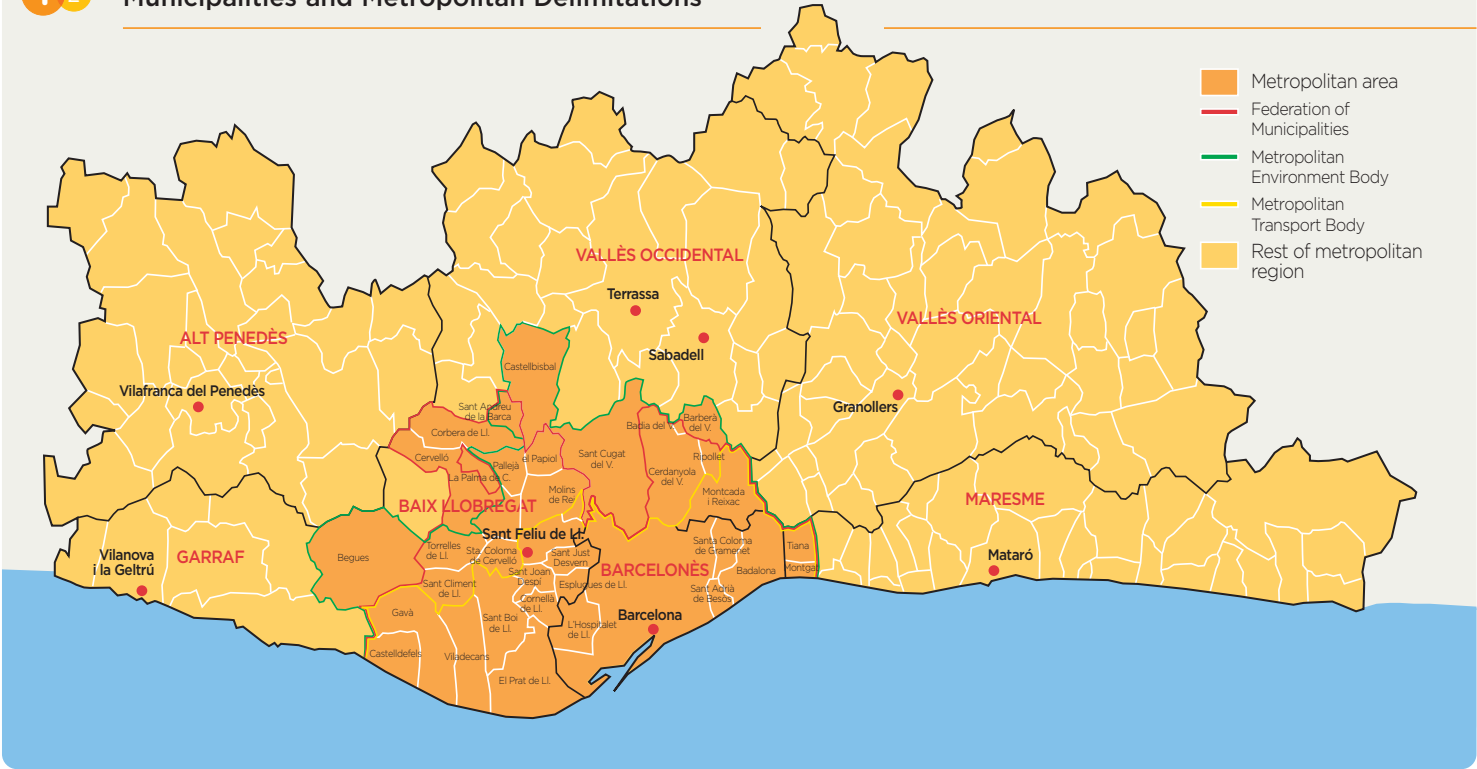 Municipalities and Metropolitan Delimitations
Metropolitan area
Federation of
Municipalities
Metropolitan
Environment Body
Metropolitan
Transport Body
Rest of metropolitan
region
VALLÈS OCCIDENTAL
Terrassa
Sabadell
VALLÈS ORIENTAL
Granollers
ALT PENEDÈS
Vilafranca del Penedès
Castellbisbal
Sant Andreu
de la Barca
Corbera de Ll.
Cervelló
Pallejà
La Palma de C.
el Papiol
Sant Cugat
del V.
Badia del V.
Barberà
del V.
Ripollet
Cerdanyola
del V.
Montcada
i Reixac
Molins
de Re
BAIX LLOBREGAT
Sant Feliu de Ll.
MARESME
Mataró
GARRAF
Vilanova
i la Geltrú
Begues
Torrelles
de Ll.
Sta. Coloma
de Cervelló
Sant Just
Desvern
Sant Joan
Despí
Esplugues de Ll.
BARCELONÈS
Santa Coloma
de Gramenet
Badalona
Tiana
Montga
Sant Adrià
de Besòs
Sant Climent
de Ll.
Cornellà
de Ll.
Gavà
Sant Boi
de Ll.
L'Hospitalet
de Ll.
Barcelona
Castelldefels
Viladecans
El Prat de Ll.